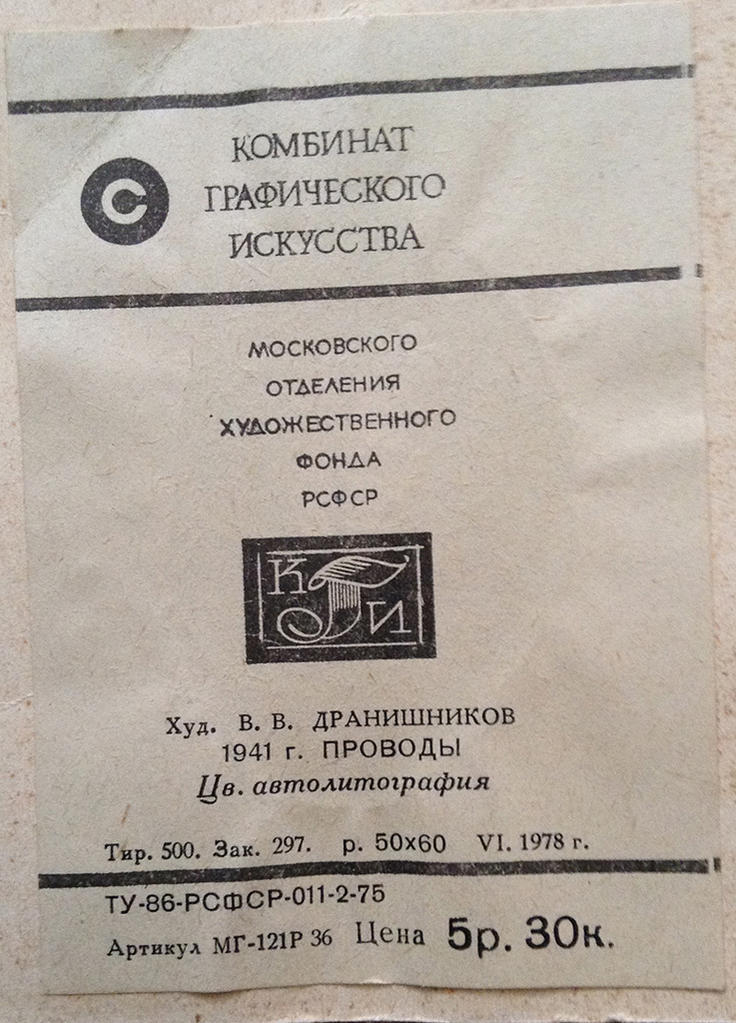 С
КОМБИНАТ
ГРАФИЧЕСКОГО
ИСКУССТВА
МОСКОВСКОГО
ОТДЕЛЕНИЯ
ХУДОЖЕСТВЕННОГО
ФОНДА
РСФСР
КГИ
Худ. В. В. ДРАНИШНИКОВ
1941 г. ПРОВОДЫ
Цв. автолитография
Тир. 500. Зак. 297. р. 50х60 VI. 1978 г.
ТУ-86-РСФСР-011-2-75
Артикул МГ-121Р 36 Цена 5р. 30к.